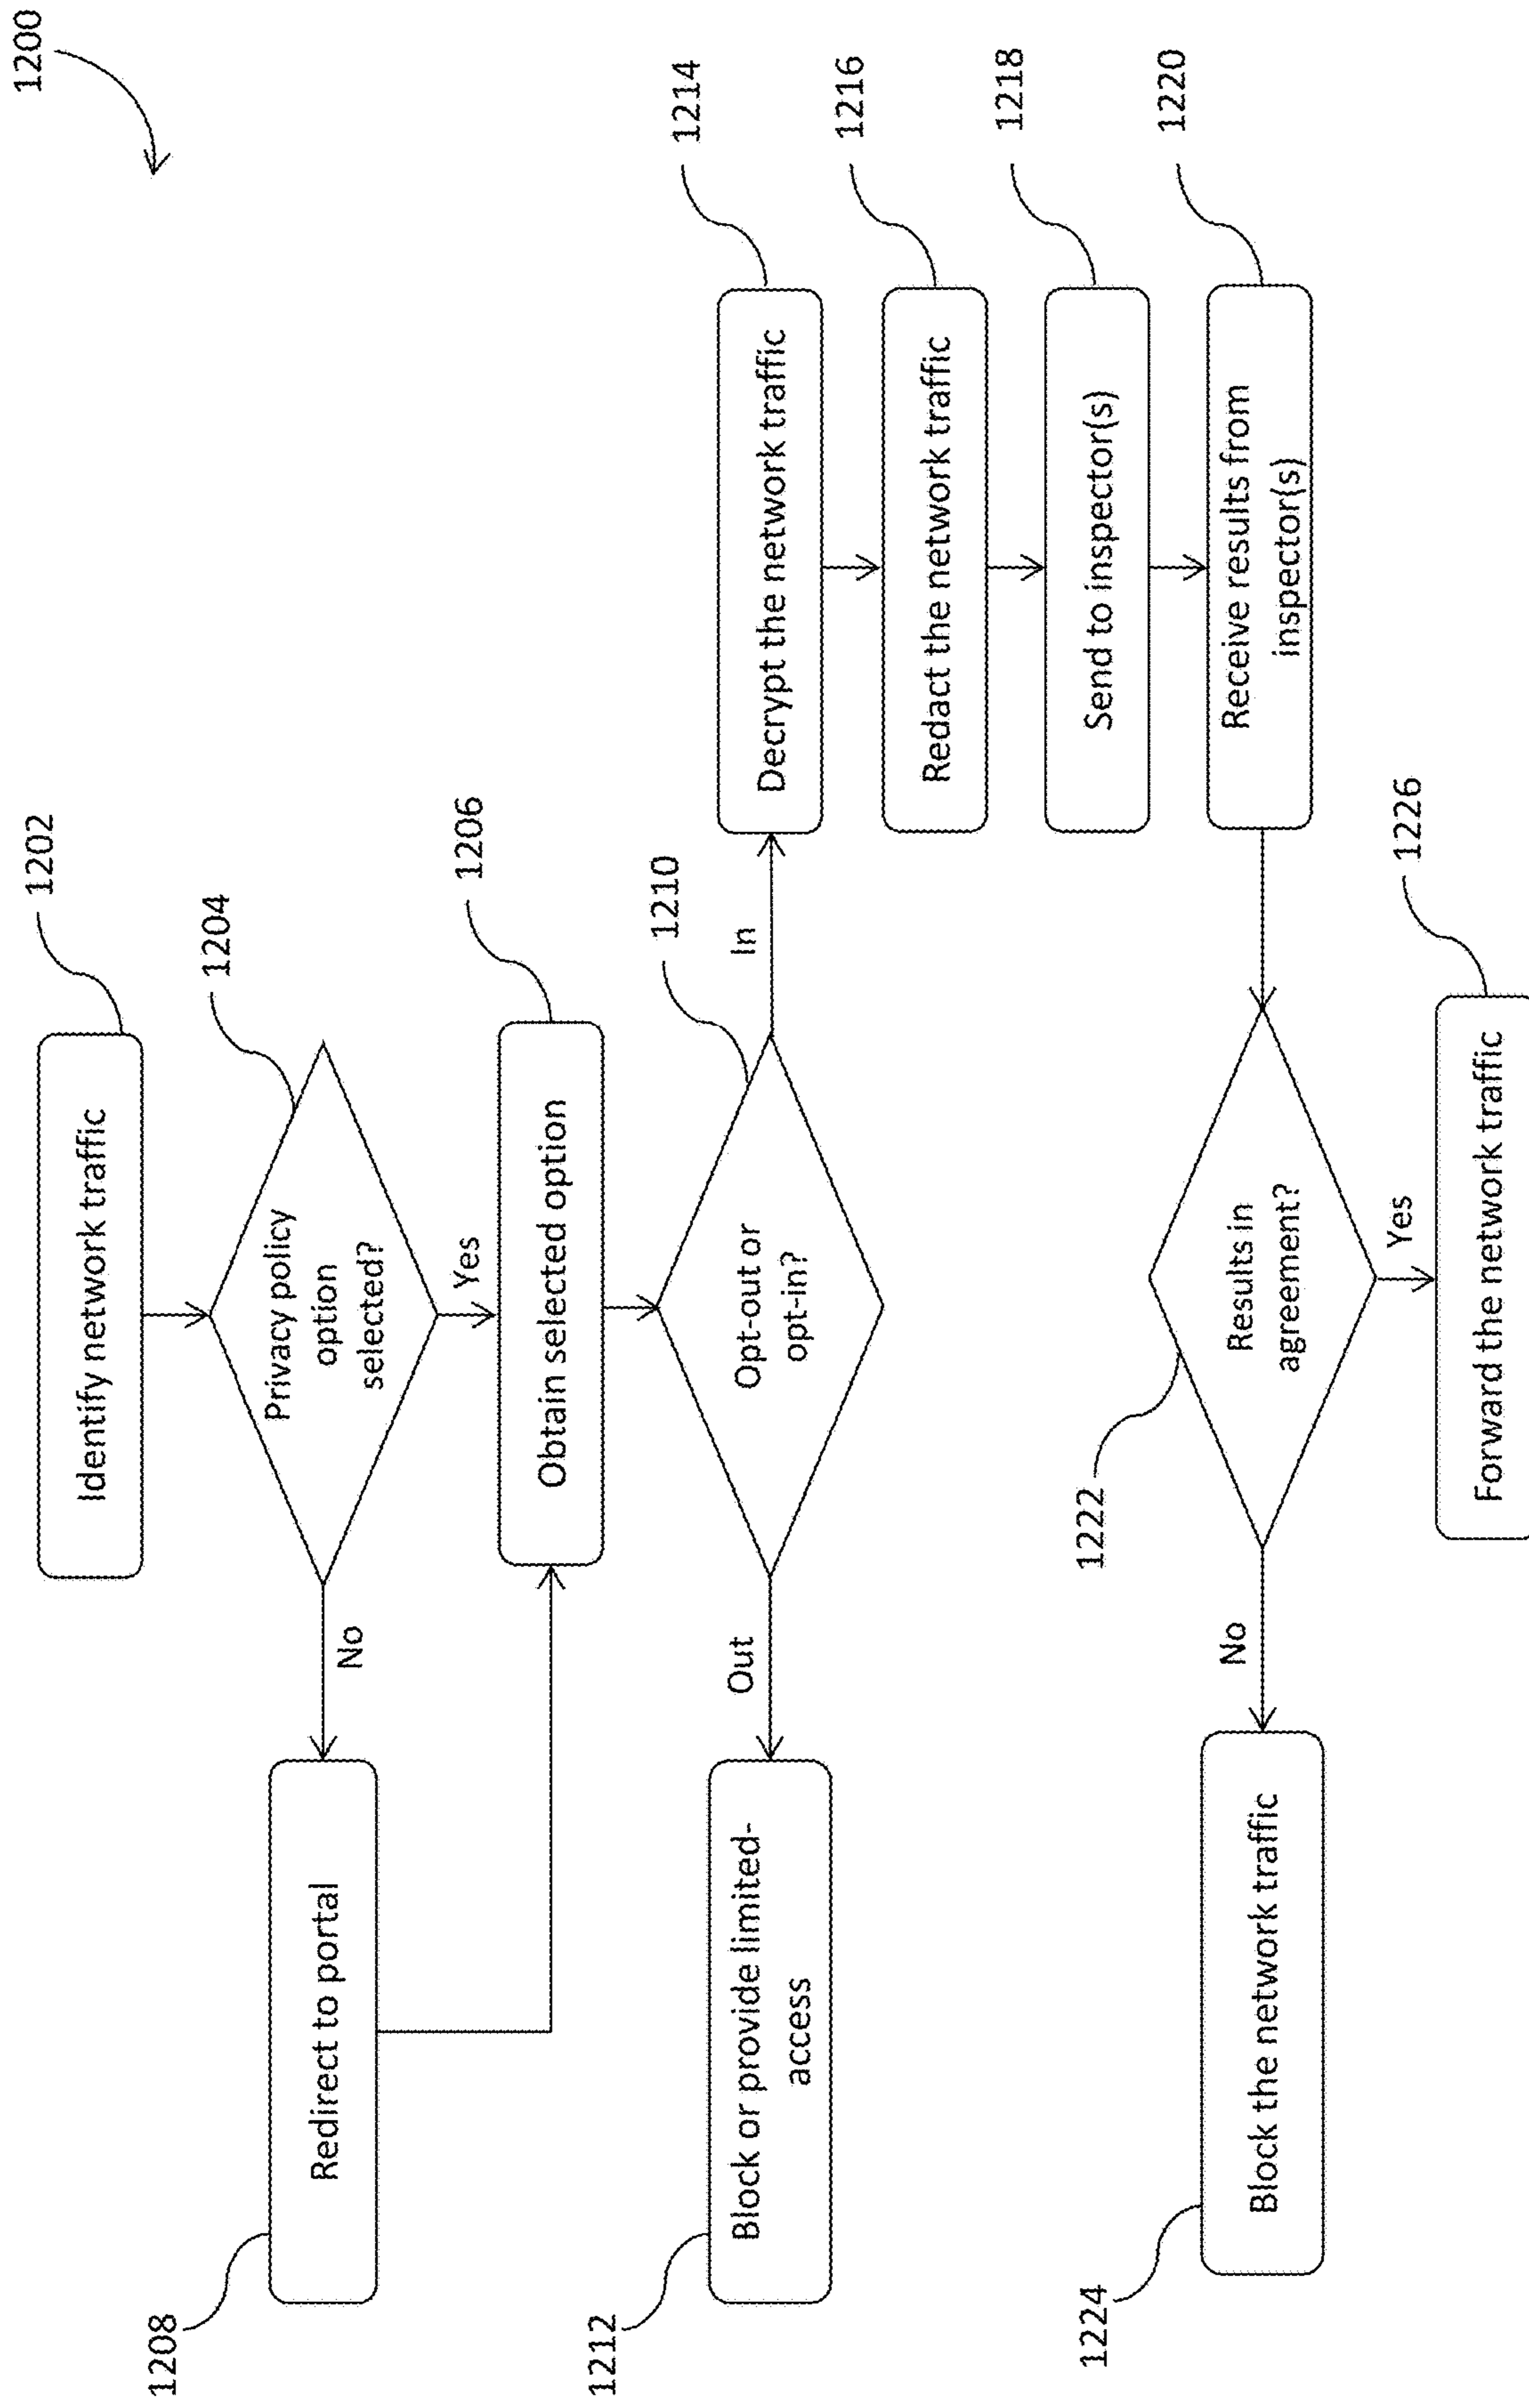 1200
1202
Identify network traffic
1204
Privacy policy
option
selected?
No
Yes
1208
Redirect to portal
1206
Obtain selected option
1210
Opt-out or
opt-in?
Out
In
1212
Block or provide limited-
access
1214
Decrypt the network traffic
1216
Redact the network traffic
1218
Send to inspector(s)
1220
Receive results from
inspector(s)
1222
Results in
agreement?
No
Yes
1224
Block the network traffic
1226
Forward the network traffic